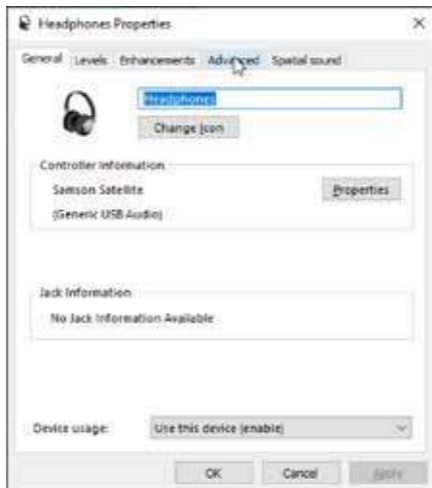 Headphones Properties
General Levels Enhancements Advanced Spatial sound
Headphones
Change Icon
Controller Information
Samson Satellite
Properties
(Generic USB Audio)
Jack Information
No Jack Information Available
Device usage:
Use this device (enable)
OK Cancel Apply